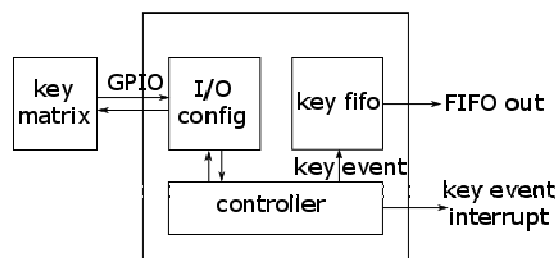 key
matrix
GPIO
I/O
config
key fifo
FIFO out
key event
controller
key event
interrupt